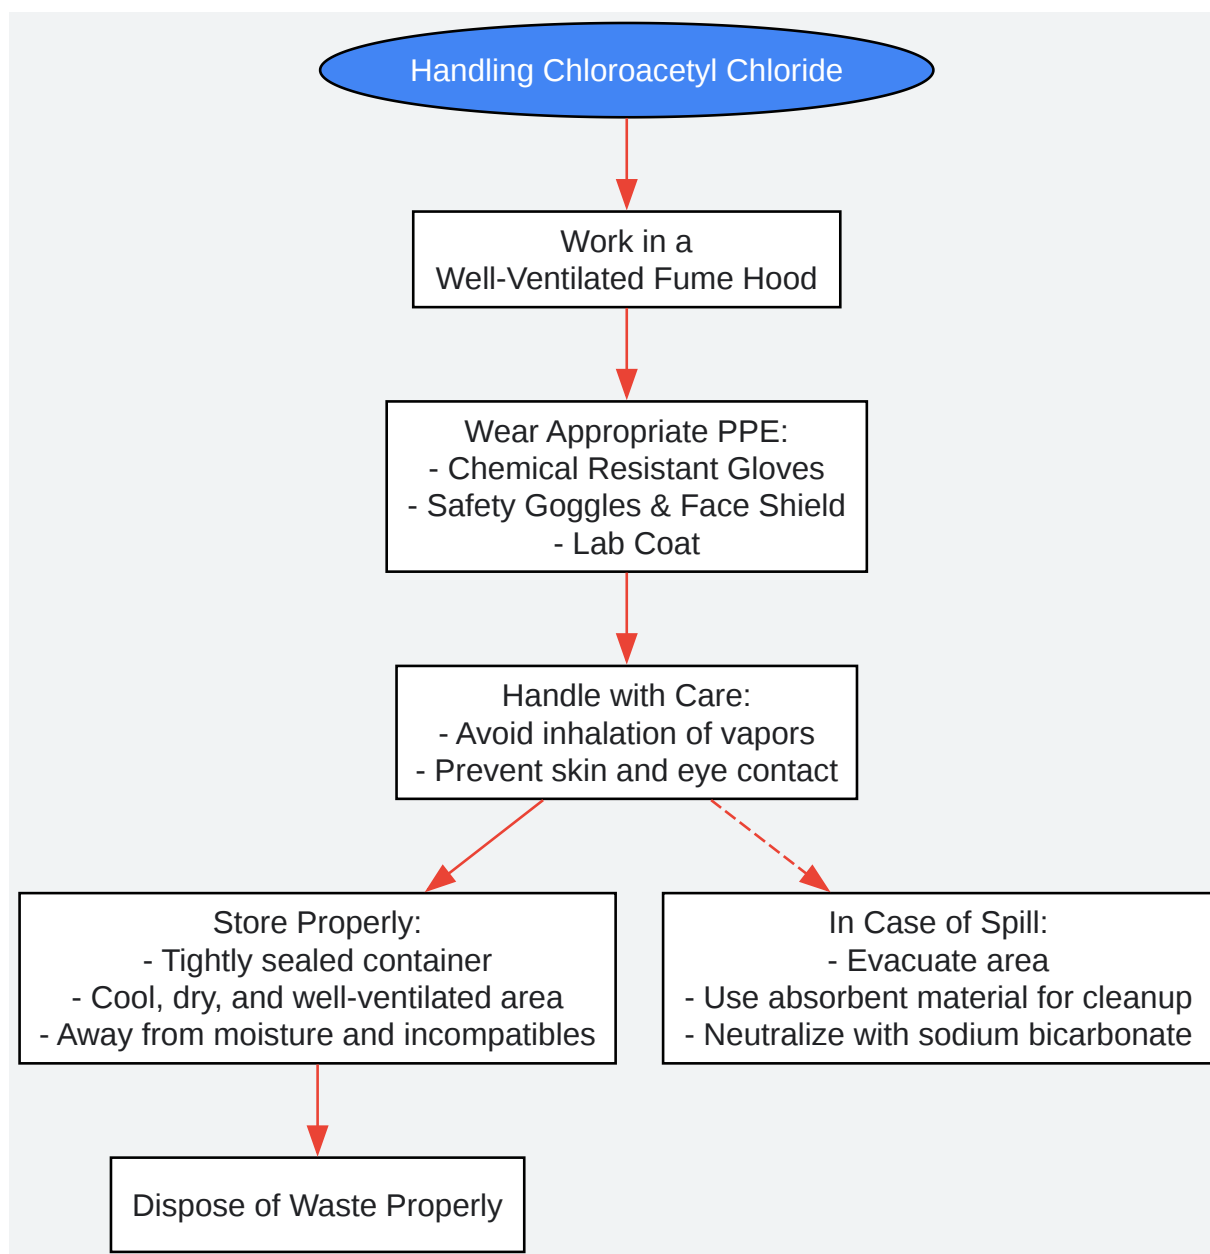 Handling Chloroacetyl Chloride
Work in a
Well-Ventilated Fume Hood
Wear Appropriate PPE:
- Chemical Resistant Gloves
- Safety Goggles & Face Shield
- Lab Coat
Handle with Care:
- Avoid inhalation of vapors
- Prevent skin and eye contact
Store Properly:
- Tightly sealed container
- Cool, dry, and well-ventilated area
- Away from moisture and incompatibles
In Case of Spill:
- Evacuate area
- Use absorbent material for cleanup
- Neutralize with sodium bicarbonate
Dispose of Waste Properly